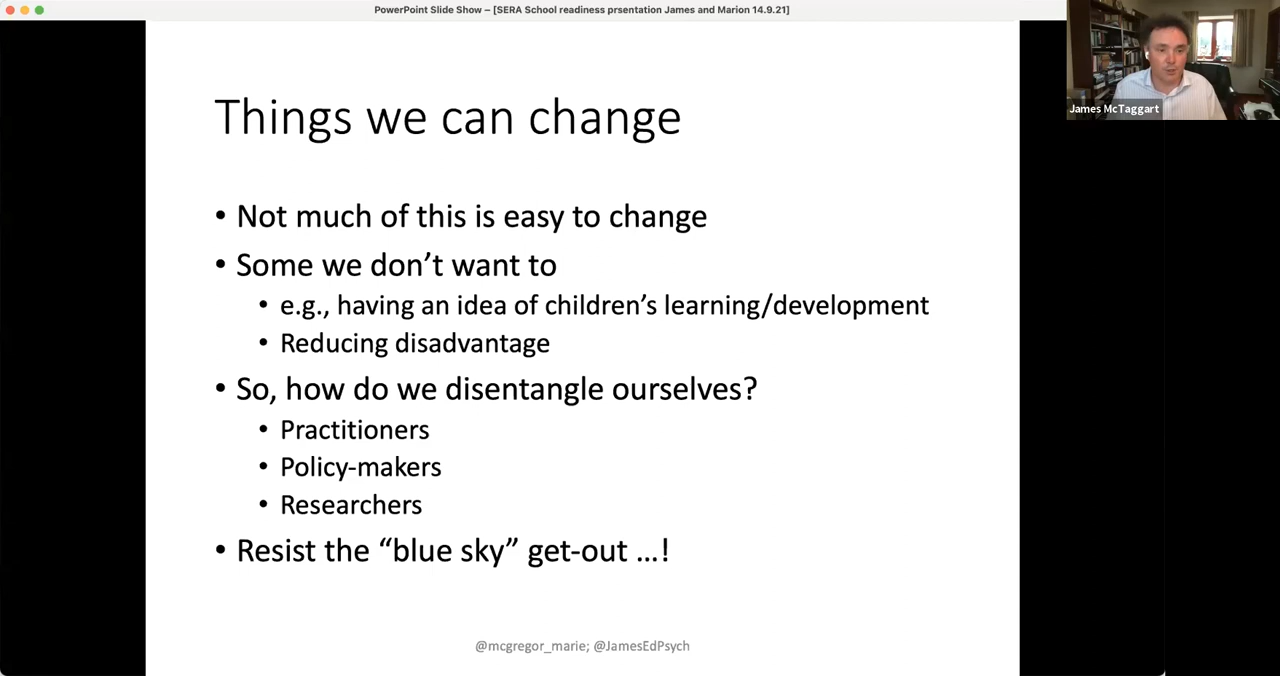 PowerPoint Slide Show – [SERA School readiness prsentation James and Marion 14.9.21]
James McTaggart
Things we can change
• Not much of this is easy to change
• Some we don’t want to
• e.g., having an idea of children’s learning/development
• Reducing disadvantage
• So, how do we disentangle ourselves?
• Practitioners
• Policy-makers
• Researchers
• Resist the “blue sky” get-out …!
@mcgregor_marie; @JamesEdPsych